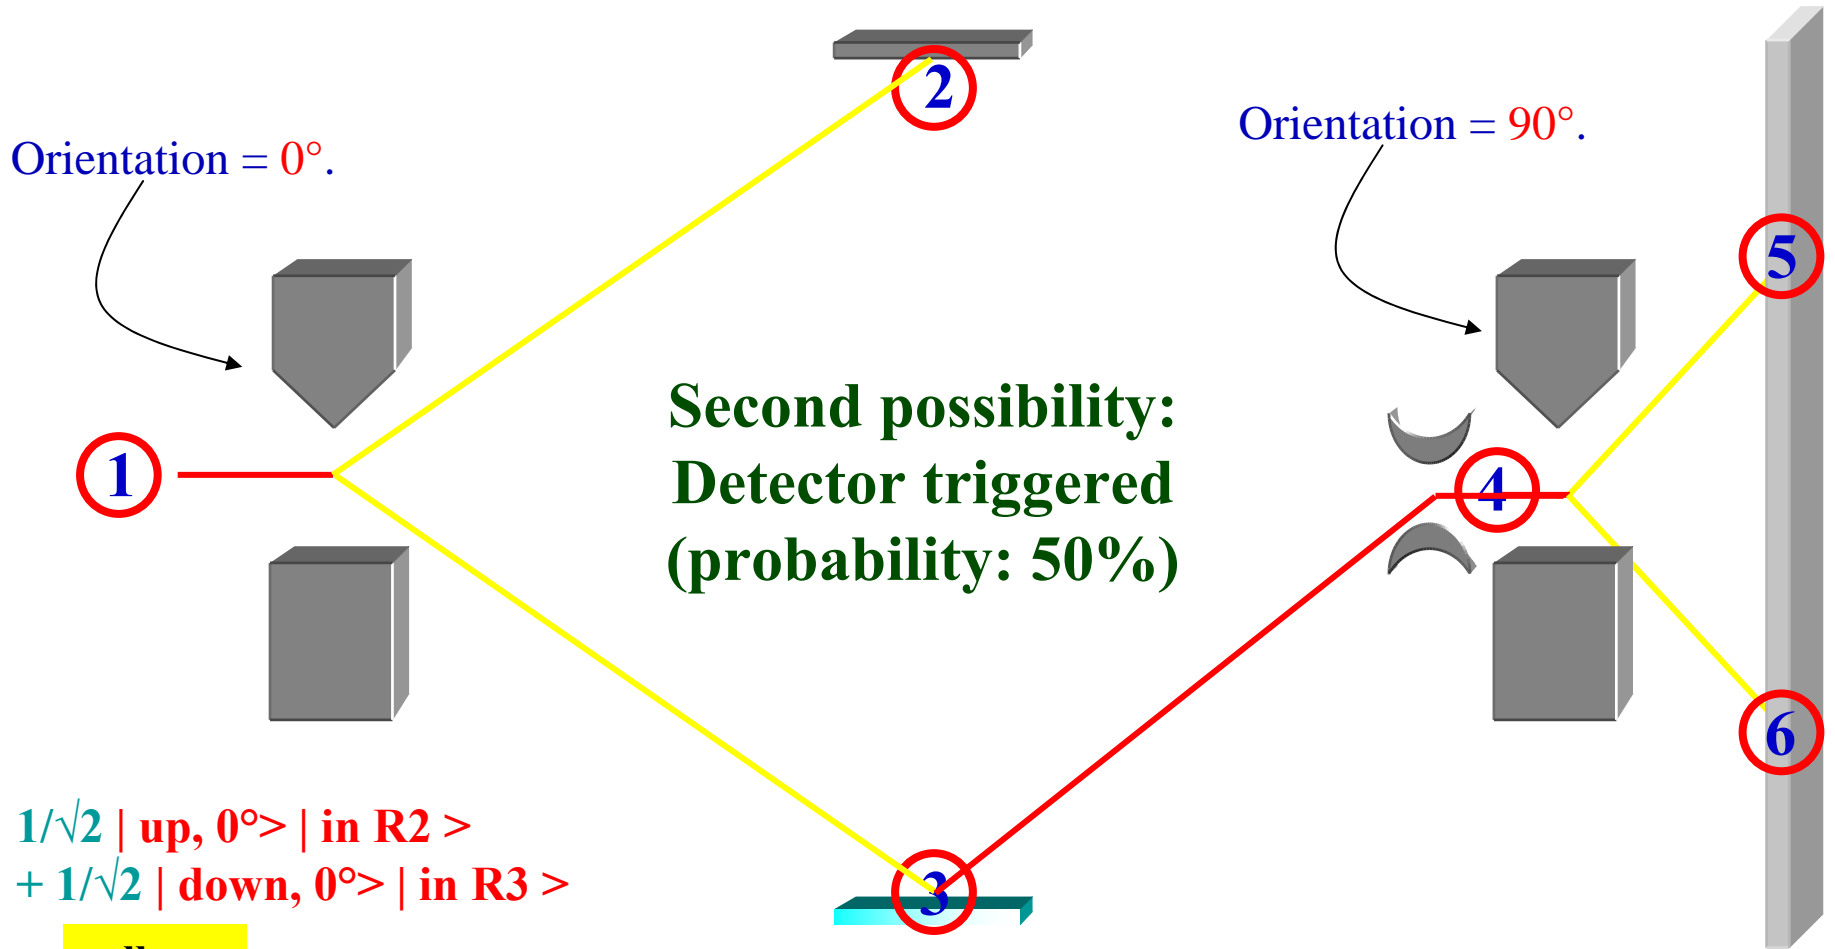 2
Orientation = 90°.
Orientation = 0°.
5
Second possibility:
Detector triggered
(probability: 50%)
1
4
6
1/√2 | up, 0°> | in R2 >
+ 1/√2 | down, 0°> | in R3 >
3